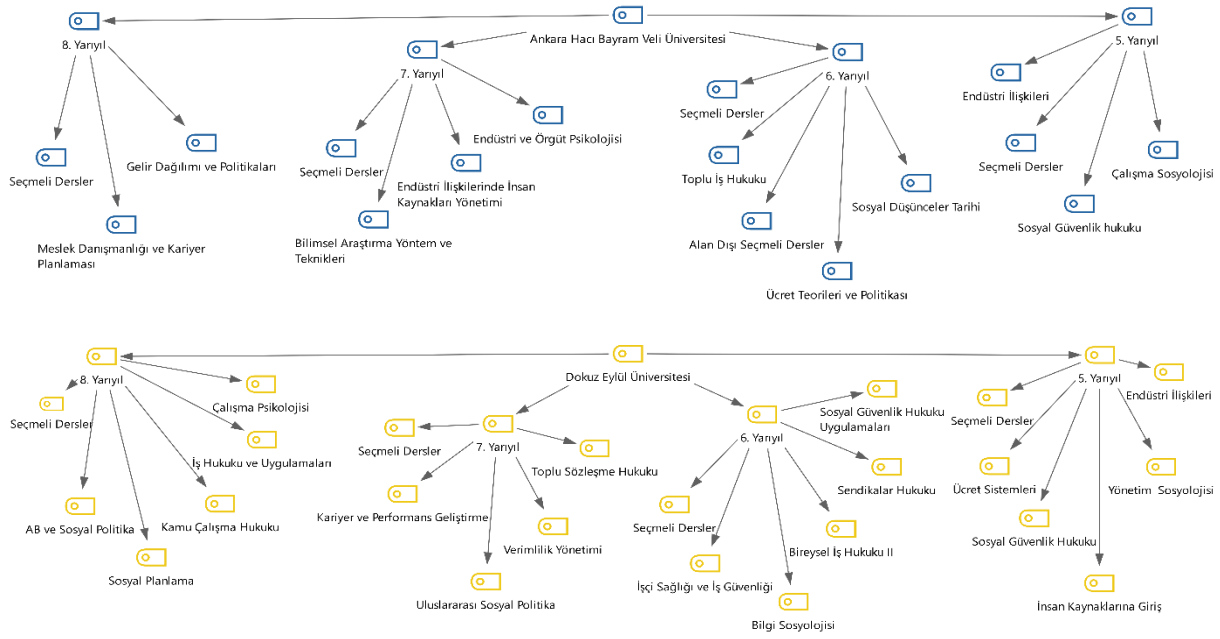 Ankara Hacı Bayram Veli Üniversitesi
8. Yarıyıl
Seçmeli Dersler
Meslek Danışmanlığı ve Kariyer
Planlaması
Gelir Dağılımı ve Politikaları
7. Yarıyıl
Seçmeli Dersler
Bilimsel Araştırma Yöntem ve
Teknikleri
Endüstri İlişkilerinde İnsan
Kaynakları Yönetimi
Endüstri ve Örgüt Psikolojisi
6. Yarıyıl
Seçmeli Dersler
Toplu İş Hukuku
Alan Dışı Seçmeli Dersler
Ücret Teorileri ve Politikası
Sosyal Düşünceler Tarihi
5. Yarıyıl
Endüstri İlişkileri
Seçmeli Dersler
Sosyal Güvenlik hukuku
Çalışma Sosyolojisi
Dokuz Eylül Üniversitesi
8. Yarıyıl
Seçmeli Dersler
AB ve Sosyal Politika
Sosyal Planlama
Kamu Çalışma Hukuku
İş Hukuku ve Uygulamaları
Çalışma Psikolojisi
7. Yarıyıl
Seçmeli Dersler
Kariyer ve Performans Geliştirme
Uluslararası Sosyal Politika
Verimlilik Yönetimi
Toplu Sözleşme Hukuku
6. Yarıyıl
Seçmeli Dersler
İşçi Sağlığı ve İş Güvenliği
Bilgi Sosyolojisi
Bireysel İş Hukuku II
Sendikalar Hukuku
Sosyal Güvenlik Hukuku
Uygulamaları
5. Yarıyıl
Seçmeli Dersler
Ücret Sistemleri
Sosyal Güvenlik Hukuku
İnsan Kaynaklarına Giriş
Yönetim Sosyolojisi
Endüstri İlişkileri